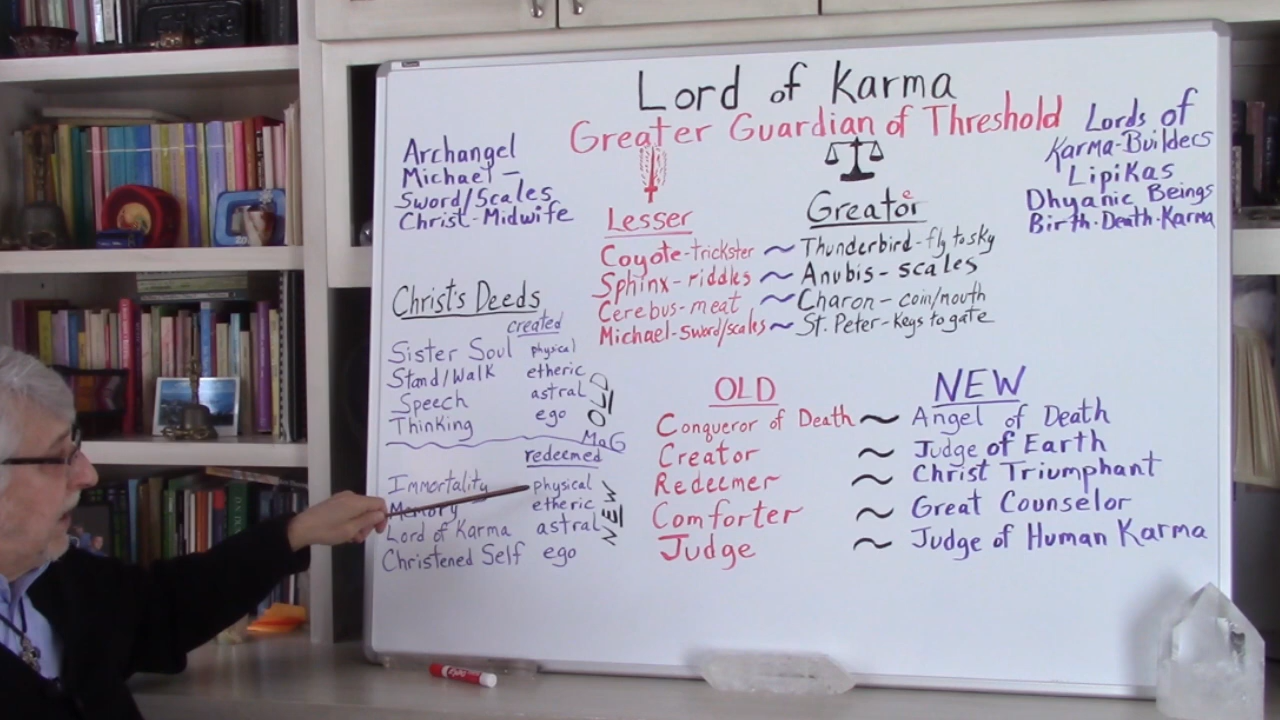 Lord of Karma
Greater Guardian of Threshold
Archangel
Michael –
Sword/Scales
Christ-Midwife
Lords of
Karma-Builders
Lipikas
Dhyanic Beings
Birth-Death-Karma
Lesser
Coyote-trickster ~ Thunderbird-fly to sky
Sphinx-riddles ~ Anubis-scales
Cerebus-meat ~ Charon-coin/mouth
Michael-sword/scales ~ St. Peter-Keys to gate
Christ's Deeds
created
Sister Soul physical
Stand/Walk etheric
Speech astral
Thinking ego
OLD
MoG
redeemed
Immortality physical
Memory etheric
Lord of Karma astral
Christened Self ego
NEW
OLD NEW
Conqueror of Death ~ Angel of Death
Creator ~ Judge of Earth
Redeemer ~ Christ Triumphant
Comforter ~ Great Counselor
Judge ~ Judge of Human Karma